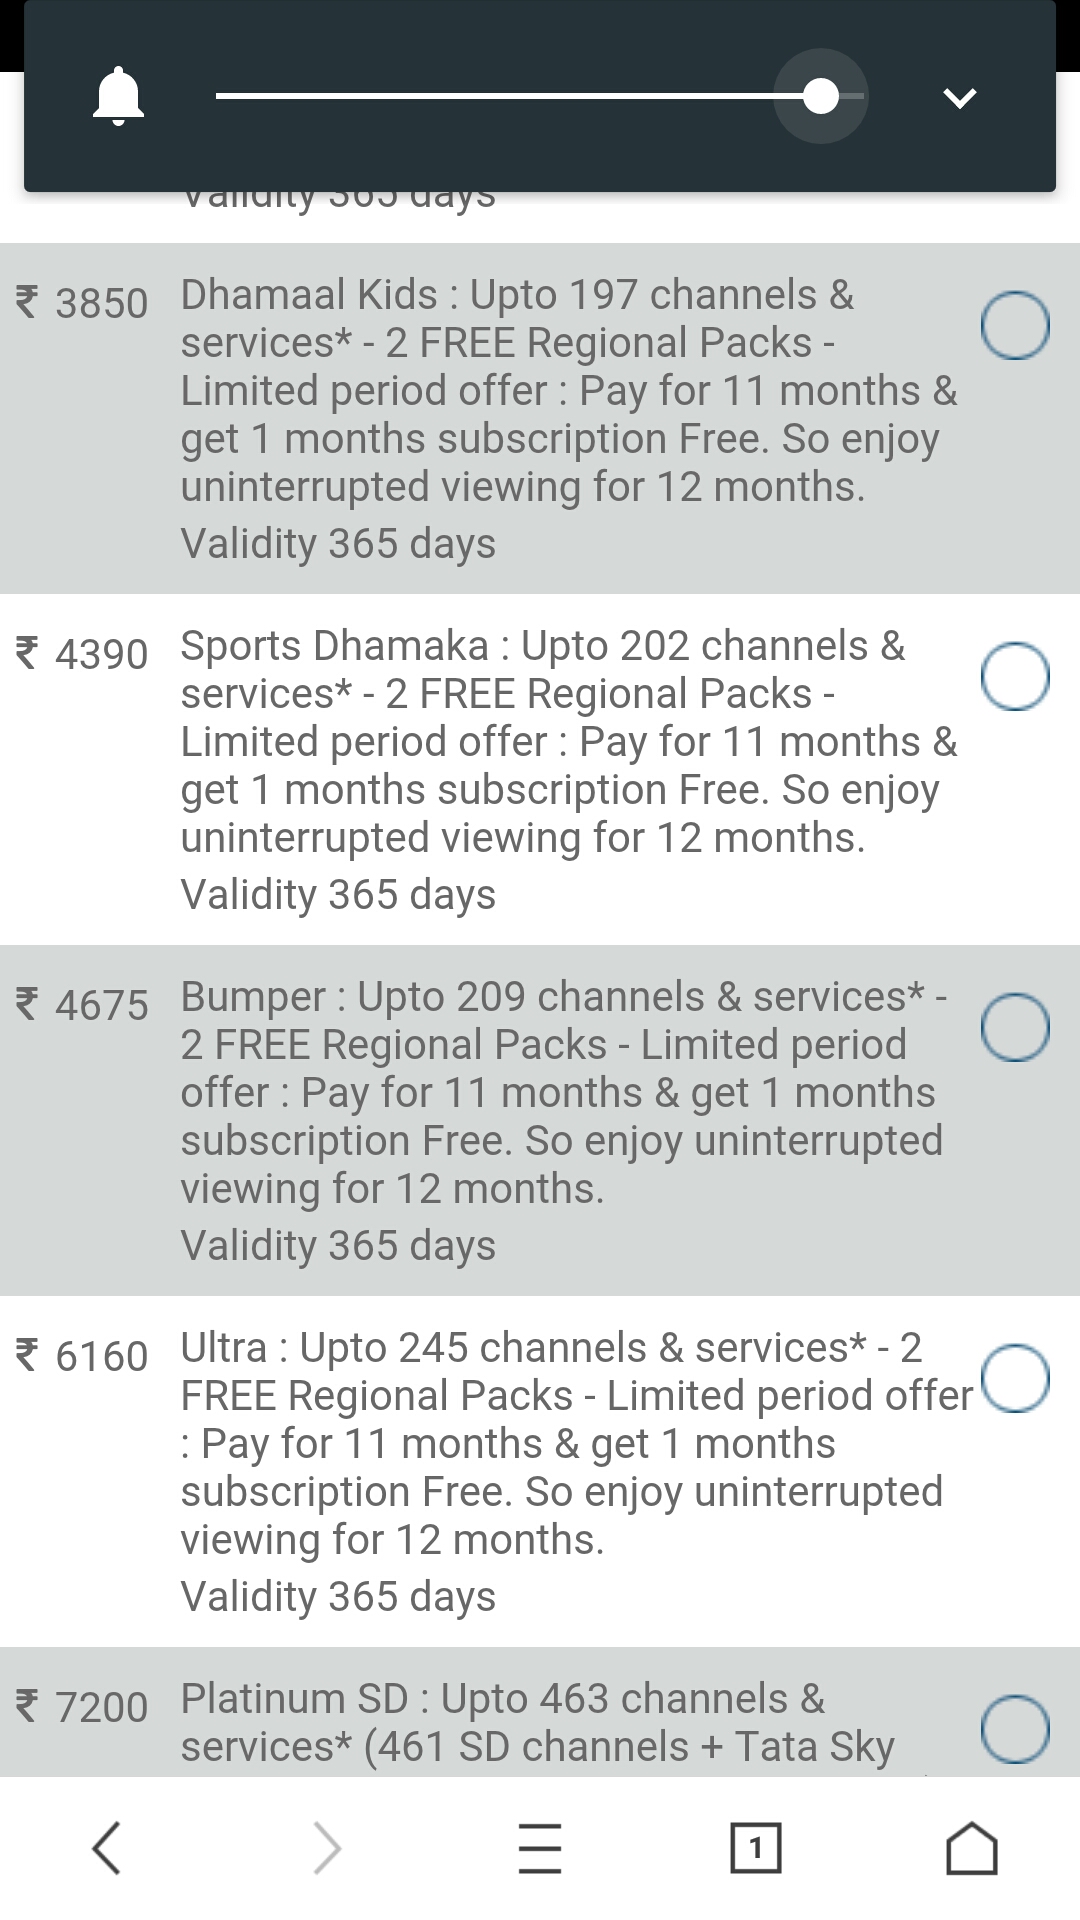 Validity 365 days
₹ 3850
Dhamaal Kids : Upto 197 channels &
services* - 2 FREE Regional Packs -
Limited period offer : Pay for 11 months &
get 1 months subscription Free. So enjoy
uninterrupted viewing for 12 months.
Validity 365 days
₹ 4390
Sports Dhamaka : Upto 202 channels &
services* - 2 FREE Regional Packs -
Limited period offer : Pay for 11 months &
get 1 months subscription Free. So enjoy
uninterrupted viewing for 12 months.
Validity 365 days
₹ 4675
Bumper : Upto 209 channels & services* -
2 FREE Regional Packs - Limited period
offer : Pay for 11 months & get 1 months
subscription Free. So enjoy uninterrupted
viewing for 12 months.
Validity 365 days
₹ 6160
Ultra : Upto 245 channels & services* - 2
FREE Regional Packs - Limited period offer
: Pay for 11 months & get 1 months
subscription Free. So enjoy uninterrupted
viewing for 12 months.
Validity 365 days
₹ 7200
Platinum SD : Upto 463 channels &
services* (461 SD channels + Tata Sky
1